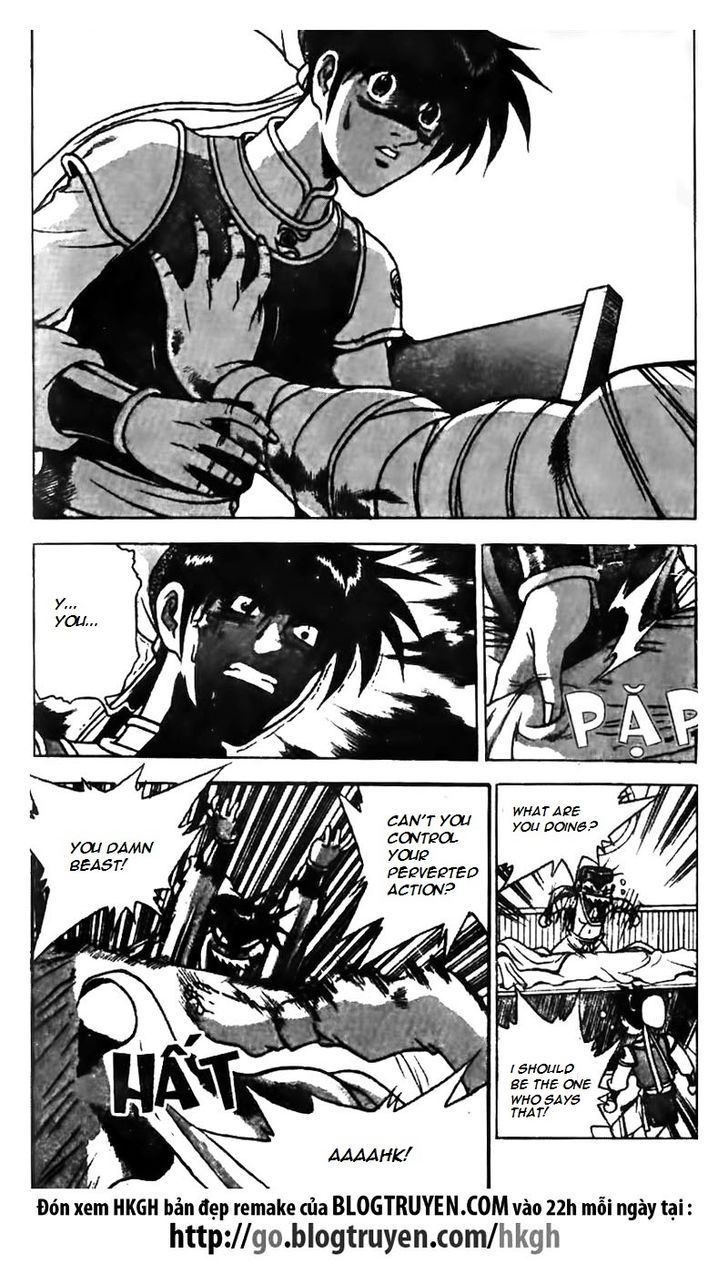 Y...
YOU...
PẶP
YOU DAMN
BEAST!
CAN'T YOU
CONTROL
YOUR
PERVERTED
ACTION?
HẤT
AAAAHK!
WHAT ARE
YOU DOING?
I SHOULD
BE THE ONE
WHO SAYS
THAT!
Đón xem HKGH bản đẹp remake của BLOGTRUYEN.COM vào 22h mỗi ngày tại :
http://go.blogtruyen.com/hkgh